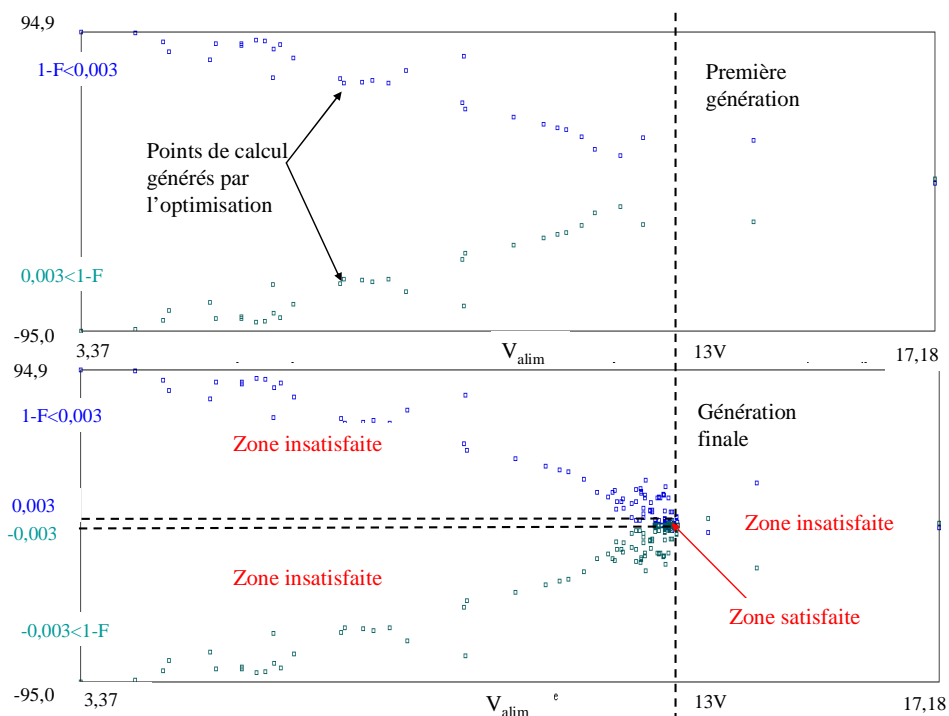 94,9
1-F<0,003
Première
génération
Points de calcul
générés par
l’optimisation
0,003<1-F
-95,0
3,37
V alim
13V
17,18
94,9
1-F<0,003
Génération
finale
Zone insatisfaite
0,003
-0,003
Zone insatisfaite
Zone insatisfaite
Zone satisfaite
-0,003<1-F
-95,0
3,37
V alim
e
13V
17,18